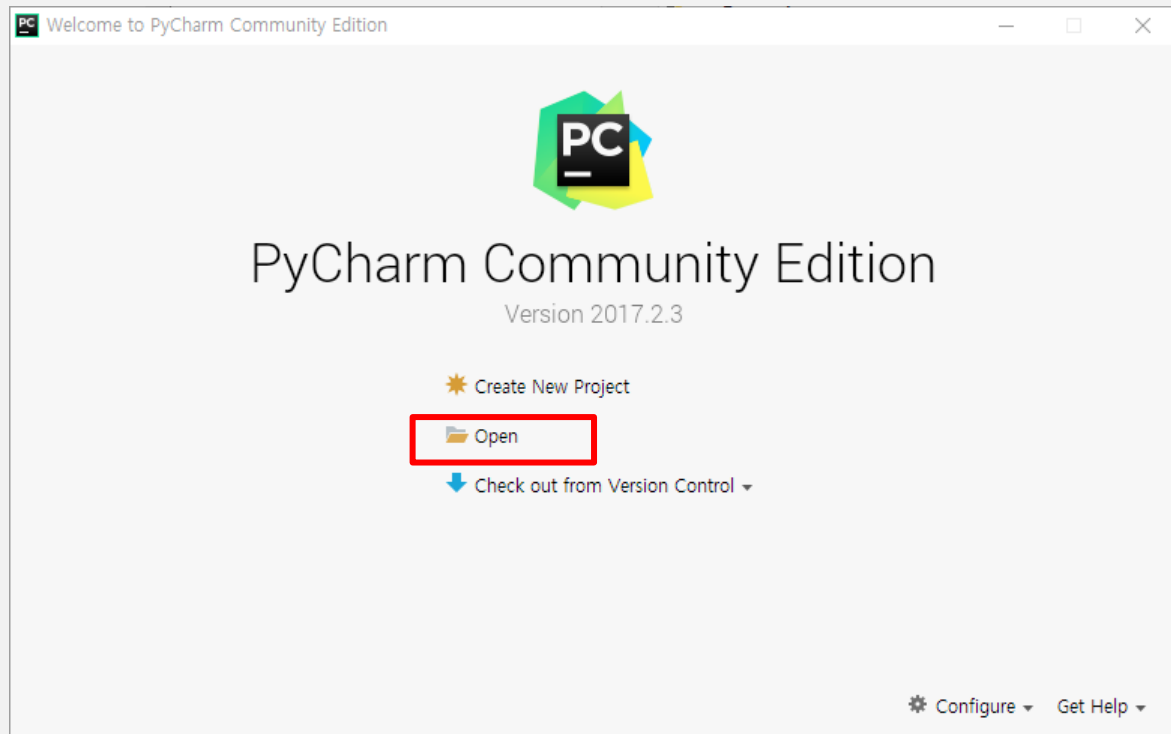 PC Welcome to PyCharm Community Edition
PC
PyCharm Community Edition
Version 2017.2.3
Create New Project
Open
Check out from Version Control
Configure Get Help